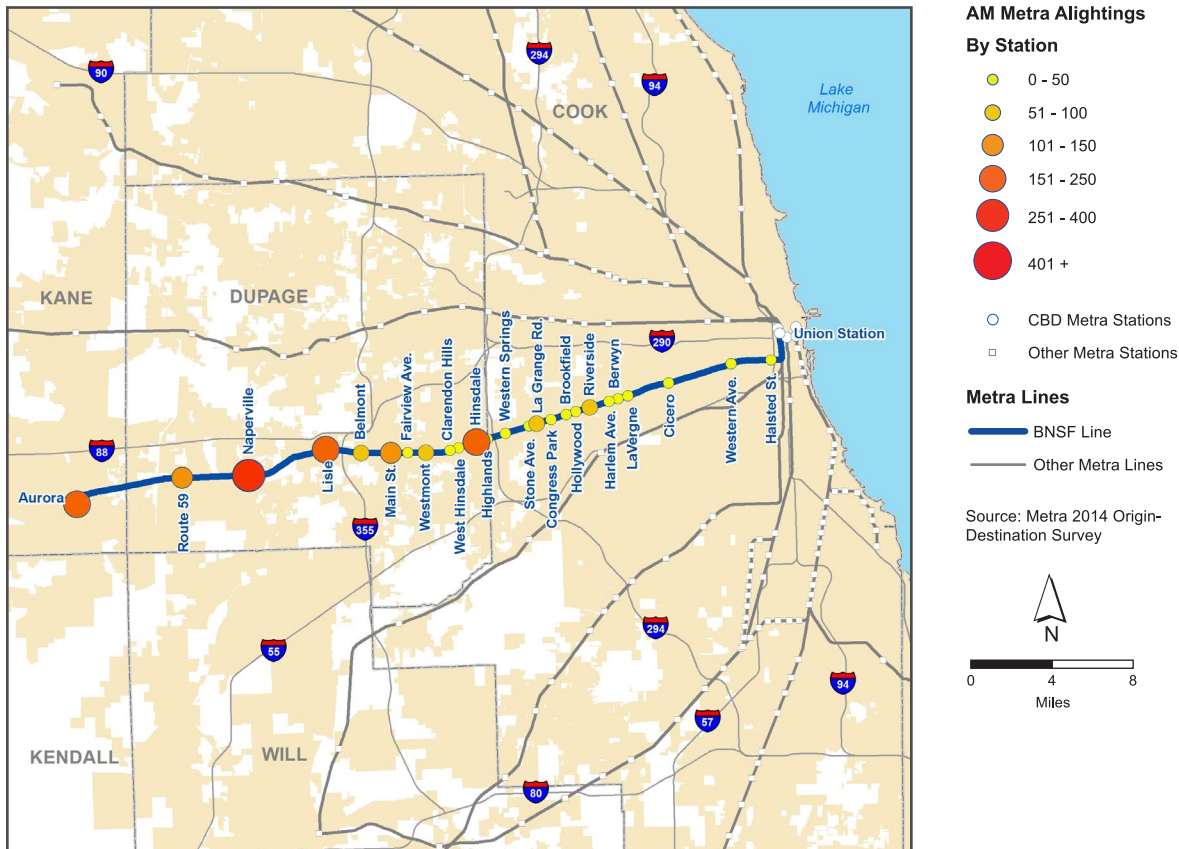 90
294
94
COOK
Lake
Michigan
KANE
DUPAGE
290
Union Station
Naperville
Belmont
Fairview Ave.
Clarendon Hills
Hinsdale
Western Springs
La Grange Rd.
Brookfield
Riverside
Berwyn
88
Aurora
Route 59
Lisle
Main St.
Westmont
West Hinsdale
Highlands
Stone Ave.
Congress Park
Hollywood
Harlem Ave.
LaVergne
Cicero
Western Ave.
Halsted St.
355
55
294
94
57
KENDALL
WILL
80
AM Metra Alightings
By Station
0 - 50
51 - 100
101 - 150
151 - 250
251 - 400
401 +
CBD Metra Stations
Other Metra Stations
Metra Lines
BNSF Line
Other Metra Lines
Source: Metra 2014 Origin-
Destination Survey
N
0 4 8
Miles